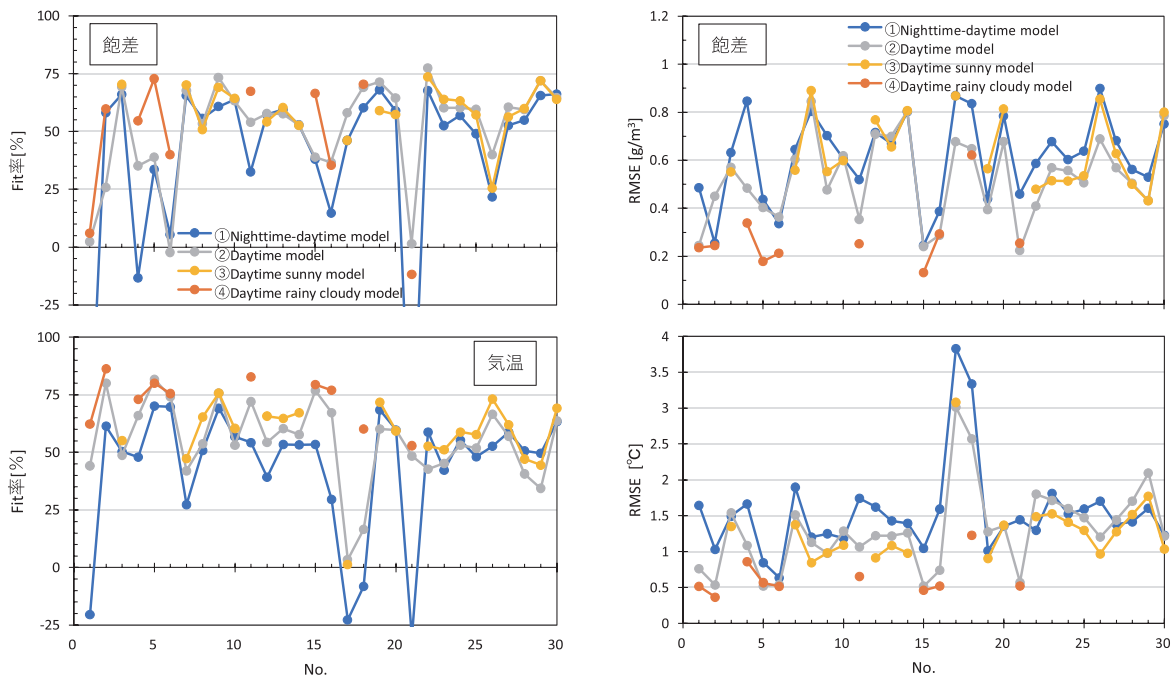 100
75
50
25
0
-25
Fit率[%]
飽差
①Nighttime-daytime model
②Daytime model
③Daytime sunny model
④Daytime rainy cloudy model
1.2
1
0.8
0.6
0.4
0.2
0
RMSE [g/m³]
飽差
①Nighttime-daytime model
②Daytime model
③Daytime sunny model
④Daytime rainy cloudy model
100
75
50
25
0
-25
Fit率[%]
気温
0 5 10 15 20 25 30
No.
4
3.5
3
2.5
2
1.5
1
0.5
0
RMSE [℃]
0 5 10 15 20 25 30
No.